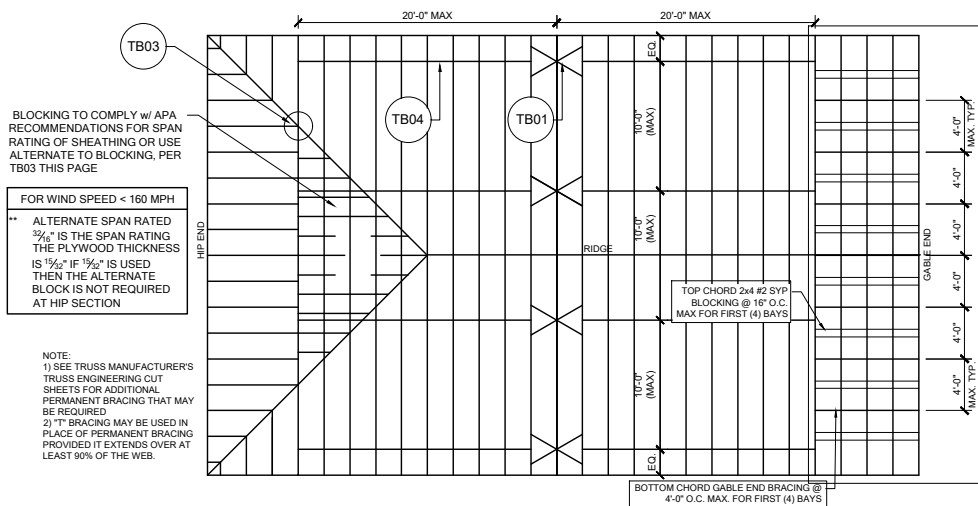 20'-0" MAX
20'-0" MAX
TB03
TB04
TB01
BLOCKING TO COMPLY w/ APA
RECOMMENDATIONS FOR SPAN
RATING OF SHEATHING OR USE
ALTERNATE TO BLOCKING, PER
TB03 THIS PAGE
FOR WIND SPEED < 160 MPH
** ALTERNATE SPAN RATED
32/16" IS THE SPAN RATING
THE PLYWOOD THICKNESS
IS 15/32" IF 15/32" IS USED
THEN THE ALTERNATE
BLOCK IS NOT REQUIRED
AT HIP SECTION
NOTE:
1) SEE TRUSS MANUFACTURER'S
TRUSS ENGINEERING CUT
SHEETS FOR ADDITIONAL
PERMANENT BRACING THAT MAY
BE REQUIRED
2) "T" BRACING MAY BE USED IN
PLACE OF PERMANENT BRACING
PROVIDED IT EXTENDS OVER AT
LEAST 90% OF THE WEB.
HIP END
RIDGE
EQ.
10'-0"
(MAX)
10'-0"
(MAX)
10'-0"
(MAX)
EQ.
TOP CHORD 2x4 #2 SYP
BLOCKING @ 16" O.C.
MAX FOR FIRST (4) BAYS
BOTTOM CHORD GABLE END BRACING @
4'-0" O.C. MAX. FOR FIRST (4) BAYS
GABLE END
4'-0"
MAX. TYP.
4'-0"
4'-0"
4'-0"
4'-0"
4'-0"
MAX. TYP.